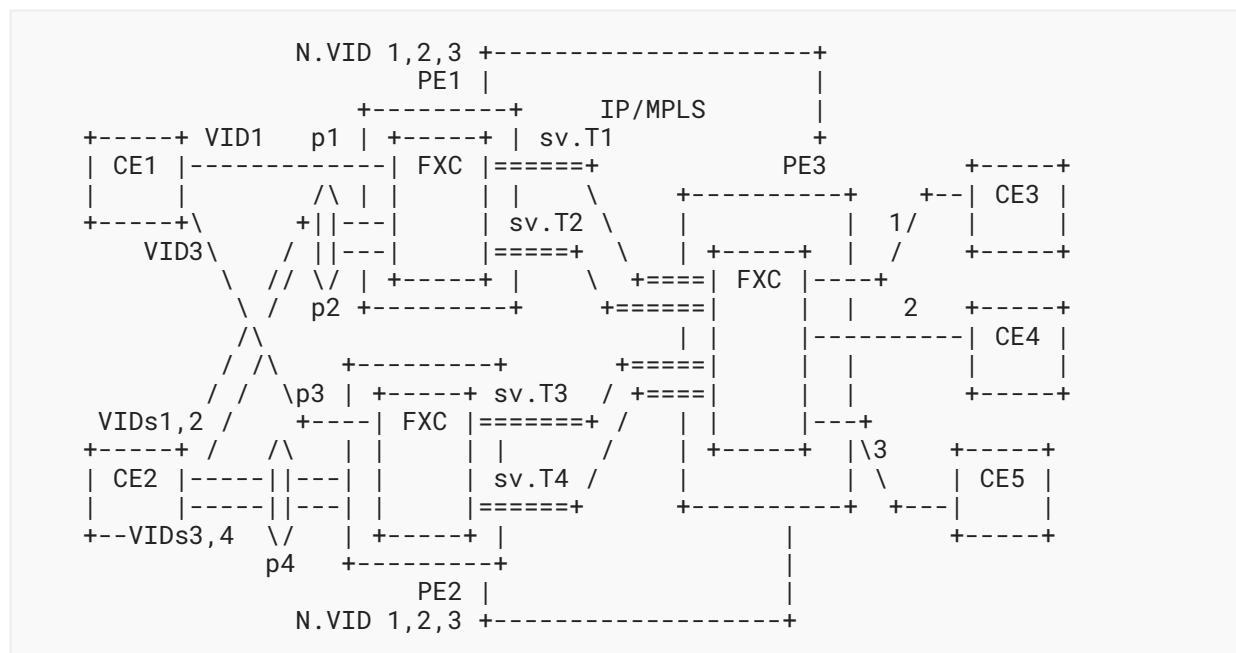 N.VID 1,2,3
PE1
IP/MPLS
VID1 p1 sv.T1
CE1 FXC PE3
CE3
sv.T2 1
VID3
FXC
p2 2
CE4
p3 sv.T3
VIDs1,2 FXC
3
CE2 sv.T4 CE5
VIDs3,4
p4
PE2
N.VID 1,2,3